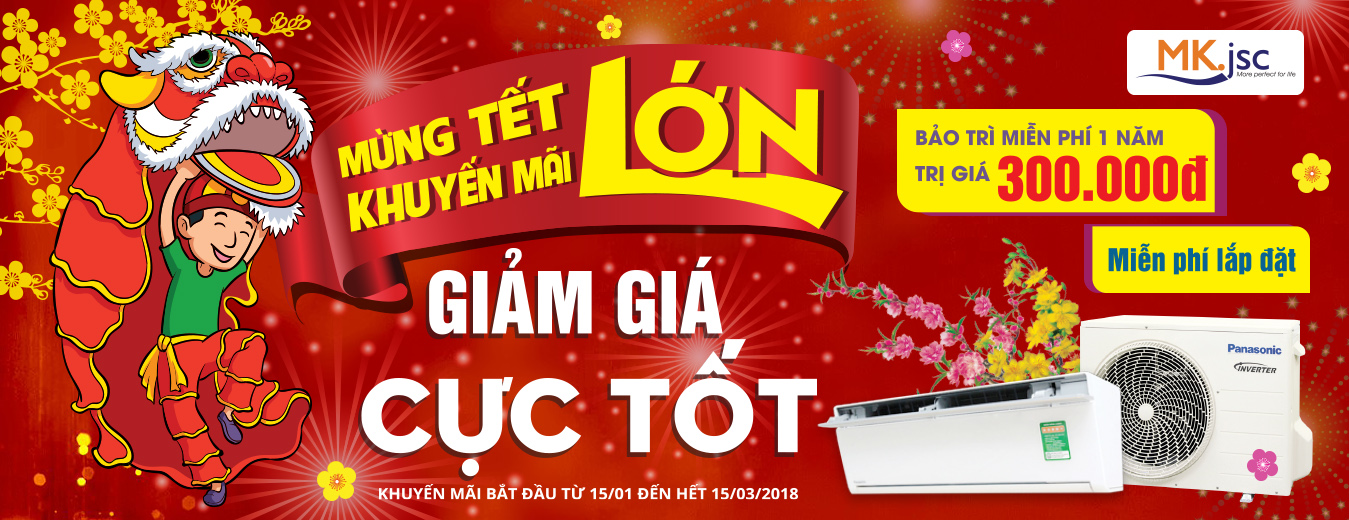 MỪNG TẾT
KHUYẾN MÃI
LỚN
GIẢM GIÁ
CỰC TỐT
KHUYẾN MÃI BẮT ĐẦU TỪ 15/01 ĐẾN HẾT 15/03/2018
MK.jsc
More perfect for life
BẢO TRÌ MIỄN PHÍ 1 NĂM
TRỊ GIÁ 300.000đ
Miễn phí lắp đặt
Panasonic
INVERTER